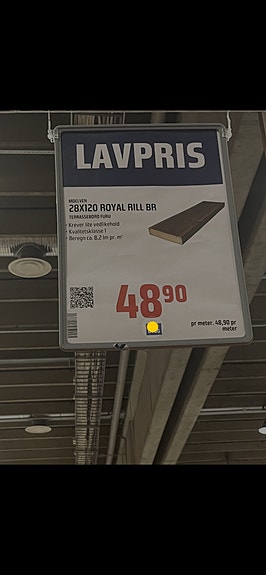 LAVPRIS
MOELVEN
28X120 ROYAL RILL BR
TERRASSEBORD FURU
• Krever lite vedlikehold
• Kvalitetsklasse 1
• Beregn ca. 8,2 lm pr. m²
48 90
pr meter. 48,90 pr
meter